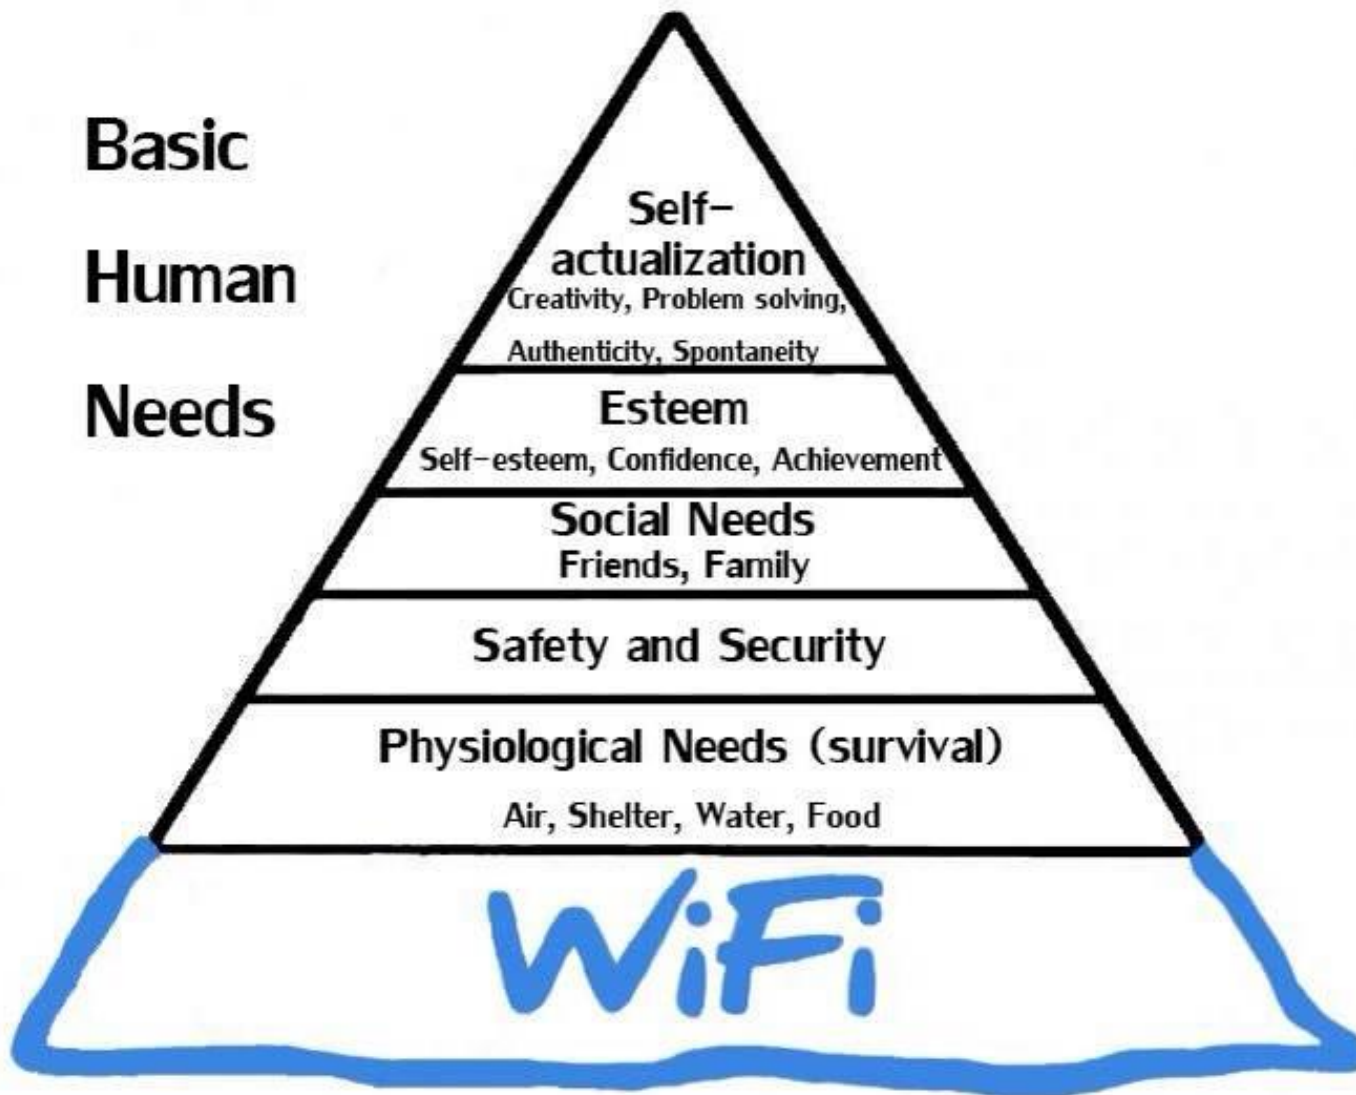 Basic
Human
Needs
Self-
actualization
Creativity, Problem solving,
Authenticity, Spontaneity
Esteem
Self-esteem, Confidence, Achievement
Social Needs
Friends, Family
Safety and Security
Physiological Needs (survival)
Air, Shelter, Water, Food
WiFi